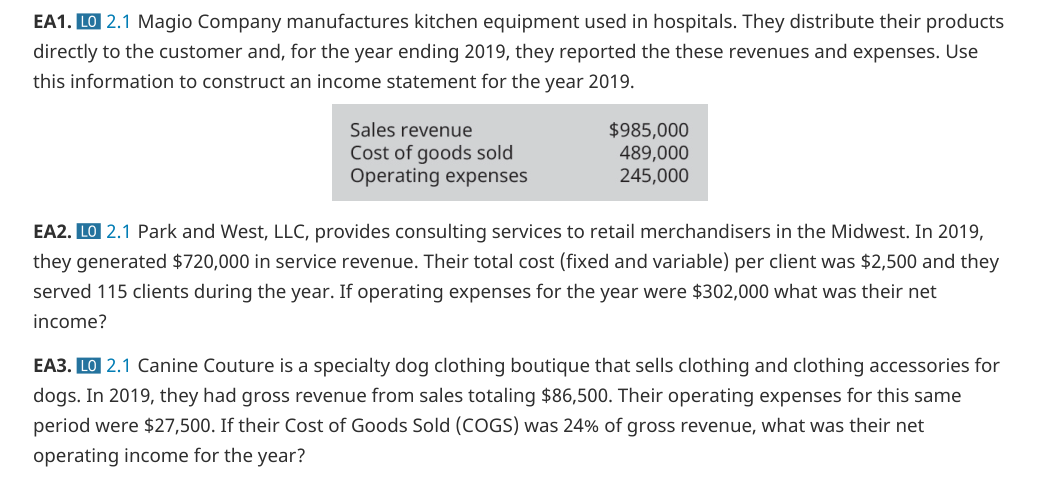 EA1. LO 2.1 Magio Company manufactures kitchen equipment used in hospitals. They distribute their products
directly to the customer and, for the year ending 2019, they reported the these revenues and expenses. Use
this information to construct an income statement for the year 2019.
Sales revenue $985,000
Cost of goods sold 489,000
Operating expenses 245,000
EA2. LO 2.1 Park and West, LLC, provides consulting services to retail merchandisers in the Midwest. In 2019,
they generated $720,000 in service revenue. Their total cost (fixed and variable) per client was $2,500 and they
served 115 clients during the year. If operating expenses for the year were $302,000 what was their net
income?
EA3. LO 2.1 Canine Couture is a specialty dog clothing boutique that sells clothing and clothing accessories for
dogs. In 2019, they had gross revenue from sales totaling $86,500. Their operating expenses for this same
period were $27,500. If their Cost of Goods Sold (COGS) was 24% of gross revenue, what was their net
operating income for the year?